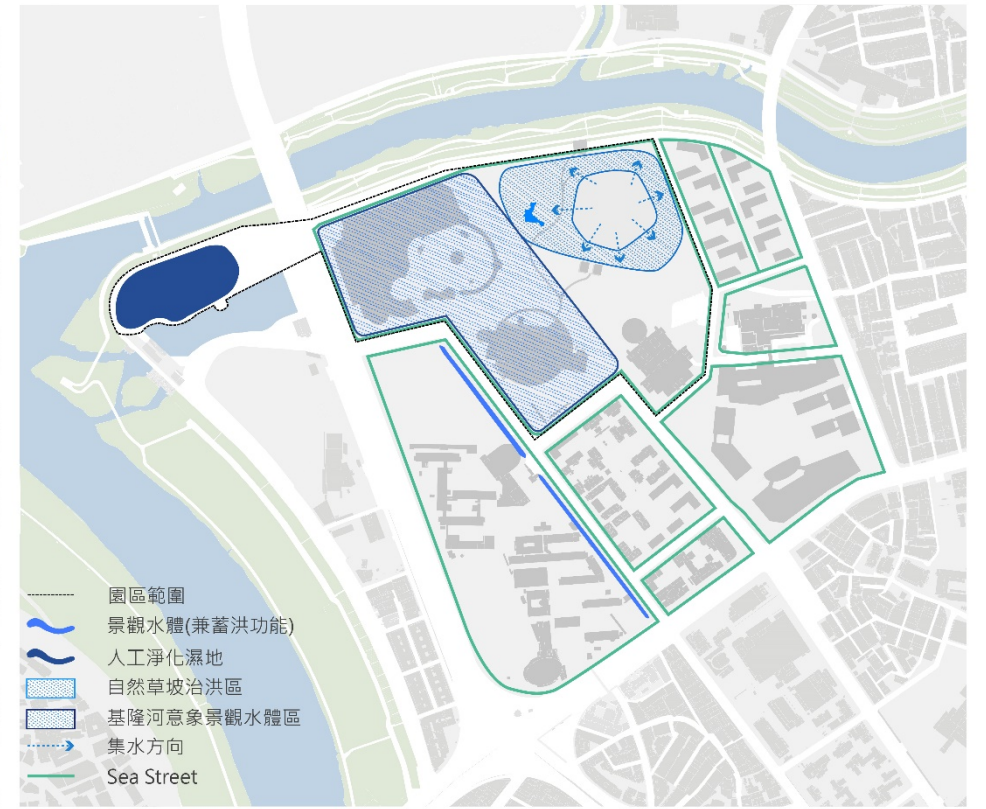 園區範圍
景觀水體(兼蓄洪功能)
人工淨化濕地
自然草坡治洪區
基隆河意象景觀水體區
集水方向
Sea Street